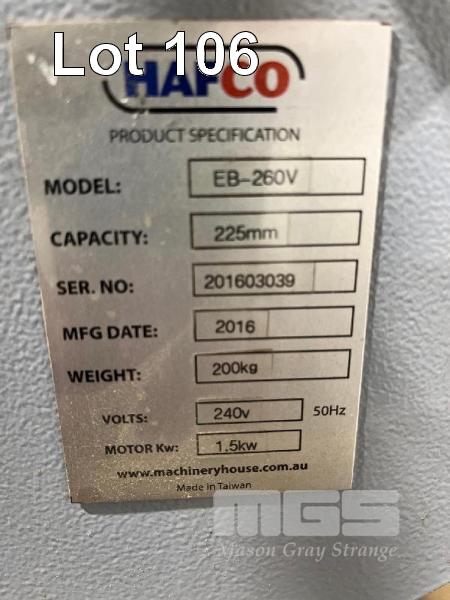 Lot 106
HAFCO
PRODUCT SPECIFICATION
MODEL: EB-260V
CAPACITY: 225mm
SER. NO: 201603039
MFG DATE: 2016
WEIGHT: 200kg
VOLTS: 240v 50Hz
MOTOR Kw: 1.5kw
www.machineryhouse.com.au
Made in Taiwan
MGS
Mason Gray Strange